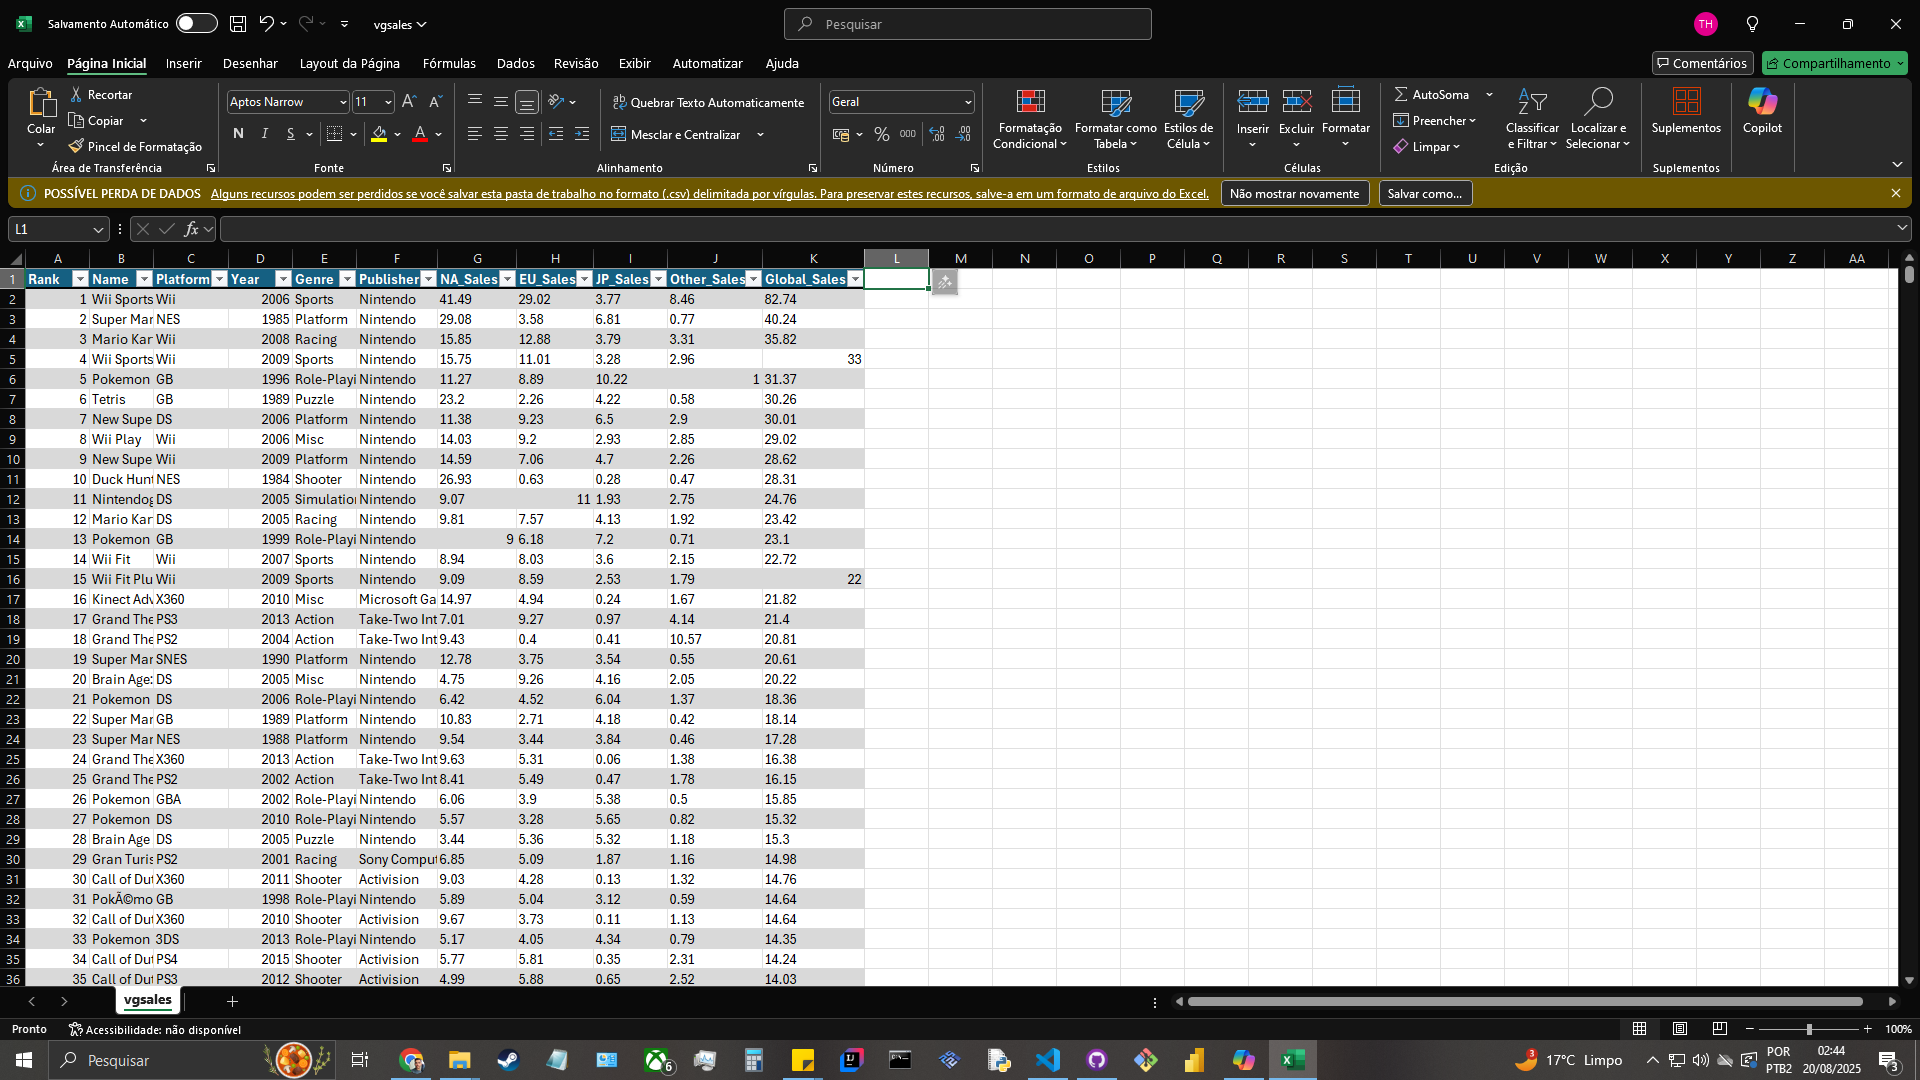 Salvamento Automático
vgsales
Pesquisar
TH
Arquivo Página Inicial Inserir Desenhar Layout da Página Fórmulas Dados Revisão Exibir Automatizar Ajuda Comentários Compartilhamento
Colar Recortar Copiar Pincel de Formatação
Área de Transferência
Aptos Narrow 11
N I S
Fonte
Quebrar Texto Automaticamente
Mesclar e Centralizar
Alinhamento
Geral
% 000
Número
Formatação Condicional Formatar como Tabela Estilos de Célula
Estilos
Inserir Excluir Formatar
Células
AutoSoma
Preencher
Limpar
Classificar e Filtrar Localizar e Selecionar
Edição
Suplementos
Suplementos
Copilot
POSSÍVEL PERDA DE DADOS Alguns recursos podem ser perdidos se você salvar esta pasta de trabalho no formato (.csv) delimitada por vírgulas. Para preservar estes recursos, salve-a em um formato de arquivo do Excel. Não mostrar novamente Salvar como...
L1 fx
A B C D E F G H I J K L M N O P Q R S T U V W X Y Z AA
1 Rank Name Platform Year Genre Publisher NA_Sales EU_Sales JP_Sales Other_Sales Global_Sales
2 1 Wii Sports Wii 2006 Sports Nintendo 41.49 29.02 3.77 8.46 82.74
3 2 Super Mar NES 1985 Platform Nintendo 29.08 3.58 6.81 0.77 40.24
4 3 Mario Kar Wii 2008 Racing Nintendo 15.85 12.88 3.79 3.31 35.82
5 4 Wii Sports Wii 2009 Sports Nintendo 15.75 11.01 3.28 2.96 33
6 5 Pokemon GB 1996 Role-Playi Nintendo 11.27 8.89 10.22 1 31.37
7 6 Tetris GB 1989 Puzzle Nintendo 23.2 2.26 4.22 0.58 30.26
8 7 New Supe DS 2006 Platform Nintendo 11.38 9.23 6.5 2.9 30.01
9 8 Wii Play Wii 2006 Misc Nintendo 14.03 9.2 2.93 2.85 29.02
10 9 New Supe Wii 2009 Platform Nintendo 14.59 7.06 4.7 2.26 28.62
11 10 Duck Hunt NES 1984 Shooter Nintendo 26.93 0.63 0.28 0.47 28.31
12 11 Nintendog DS 2005 Simulation Nintendo 9.07 11 1.93 2.75 24.76
13 12 Mario Kar DS 2005 Racing Nintendo 9.81 7.57 4.13 1.92 23.42
14 13 Pokemon GB 1999 Role-Playi Nintendo 9 6.18 7.2 0.71 23.1
15 14 Wii Fit Wii 2007 Sports Nintendo 8.94 8.03 3.6 2.15 22.72
16 15 Wii Fit Plu Wii 2009 Sports Nintendo 9.09 8.59 2.53 1.79 22
17 16 Kinect Adv X360 2010 Misc Microsoft Ga 14.97 4.94 0.24 1.67 21.82
18 17 Grand The PS3 2013 Action Take-Two Int 7.01 9.27 0.97 4.14 21.4
19 18 Grand The PS2 2004 Action Take-Two Int 9.43 0.4 0.41 10.57 20.81
20 19 Super Mar SNES 1990 Platform Nintendo 12.78 3.75 3.54 0.55 20.61
21 20 Brain Age: DS 2005 Misc Nintendo 4.75 9.26 4.16 2.05 20.22
22 21 Pokemon DS 2006 Role-Playi Nintendo 6.42 4.52 6.04 1.37 18.36
23 22 Super Mar GB 1989 Platform Nintendo 10.83 2.71 4.18 0.42 18.14
24 23 Super Mar NES 1988 Platform Nintendo 9.54 3.44 3.84 0.46 17.28
25 24 Grand The X360 2013 Action Take-Two Int 9.63 5.31 0.06 1.38 16.38
26 25 Grand The PS2 2002 Action Take-Two Int 8.41 5.49 0.47 1.78 16.15
27 26 Pokemon GBA 2002 Role-Playi Nintendo 6.06 3.9 5.38 0.5 15.85
28 27 Pokemon DS 2010 Role-Playi Nintendo 5.57 3.28 5.65 0.82 15.32
29 28 Brain Age DS 2005 Puzzle Nintendo 3.44 5.36 5.32 1.18 15.3
30 29 Gran Turis PS2 2001 Racing Sony Comput 6.85 5.09 1.87 1.16 14.98
31 30 Call of Dut X360 2011 Shooter Activision 9.03 4.28 0.13 1.32 14.76
32 31 PokÃ©mo GB 1998 Role-Playi Nintendo 5.89 5.04 3.12 0.59 14.64
33 32 Call of Dut X360 2010 Shooter Activision 9.67 3.73 0.11 1.13 14.64
34 33 Pokemon 3DS 2013 Role-Playi Nintendo 5.17 4.05 4.34 0.79 14.35
35 34 Call of Dut PS4 2015 Shooter Activision 5.77 5.81 0.35 2.31 14.24
36 35 Call of Dut PS3 2012 Shooter Activision 4.99 5.88 0.65 2.52 14.03
vgsales
Pronto Acessibilidade: não disponível 100%
Pesquisar
6
3
17°C Limpo
POR
PTB2
02:44
20/08/2025
3